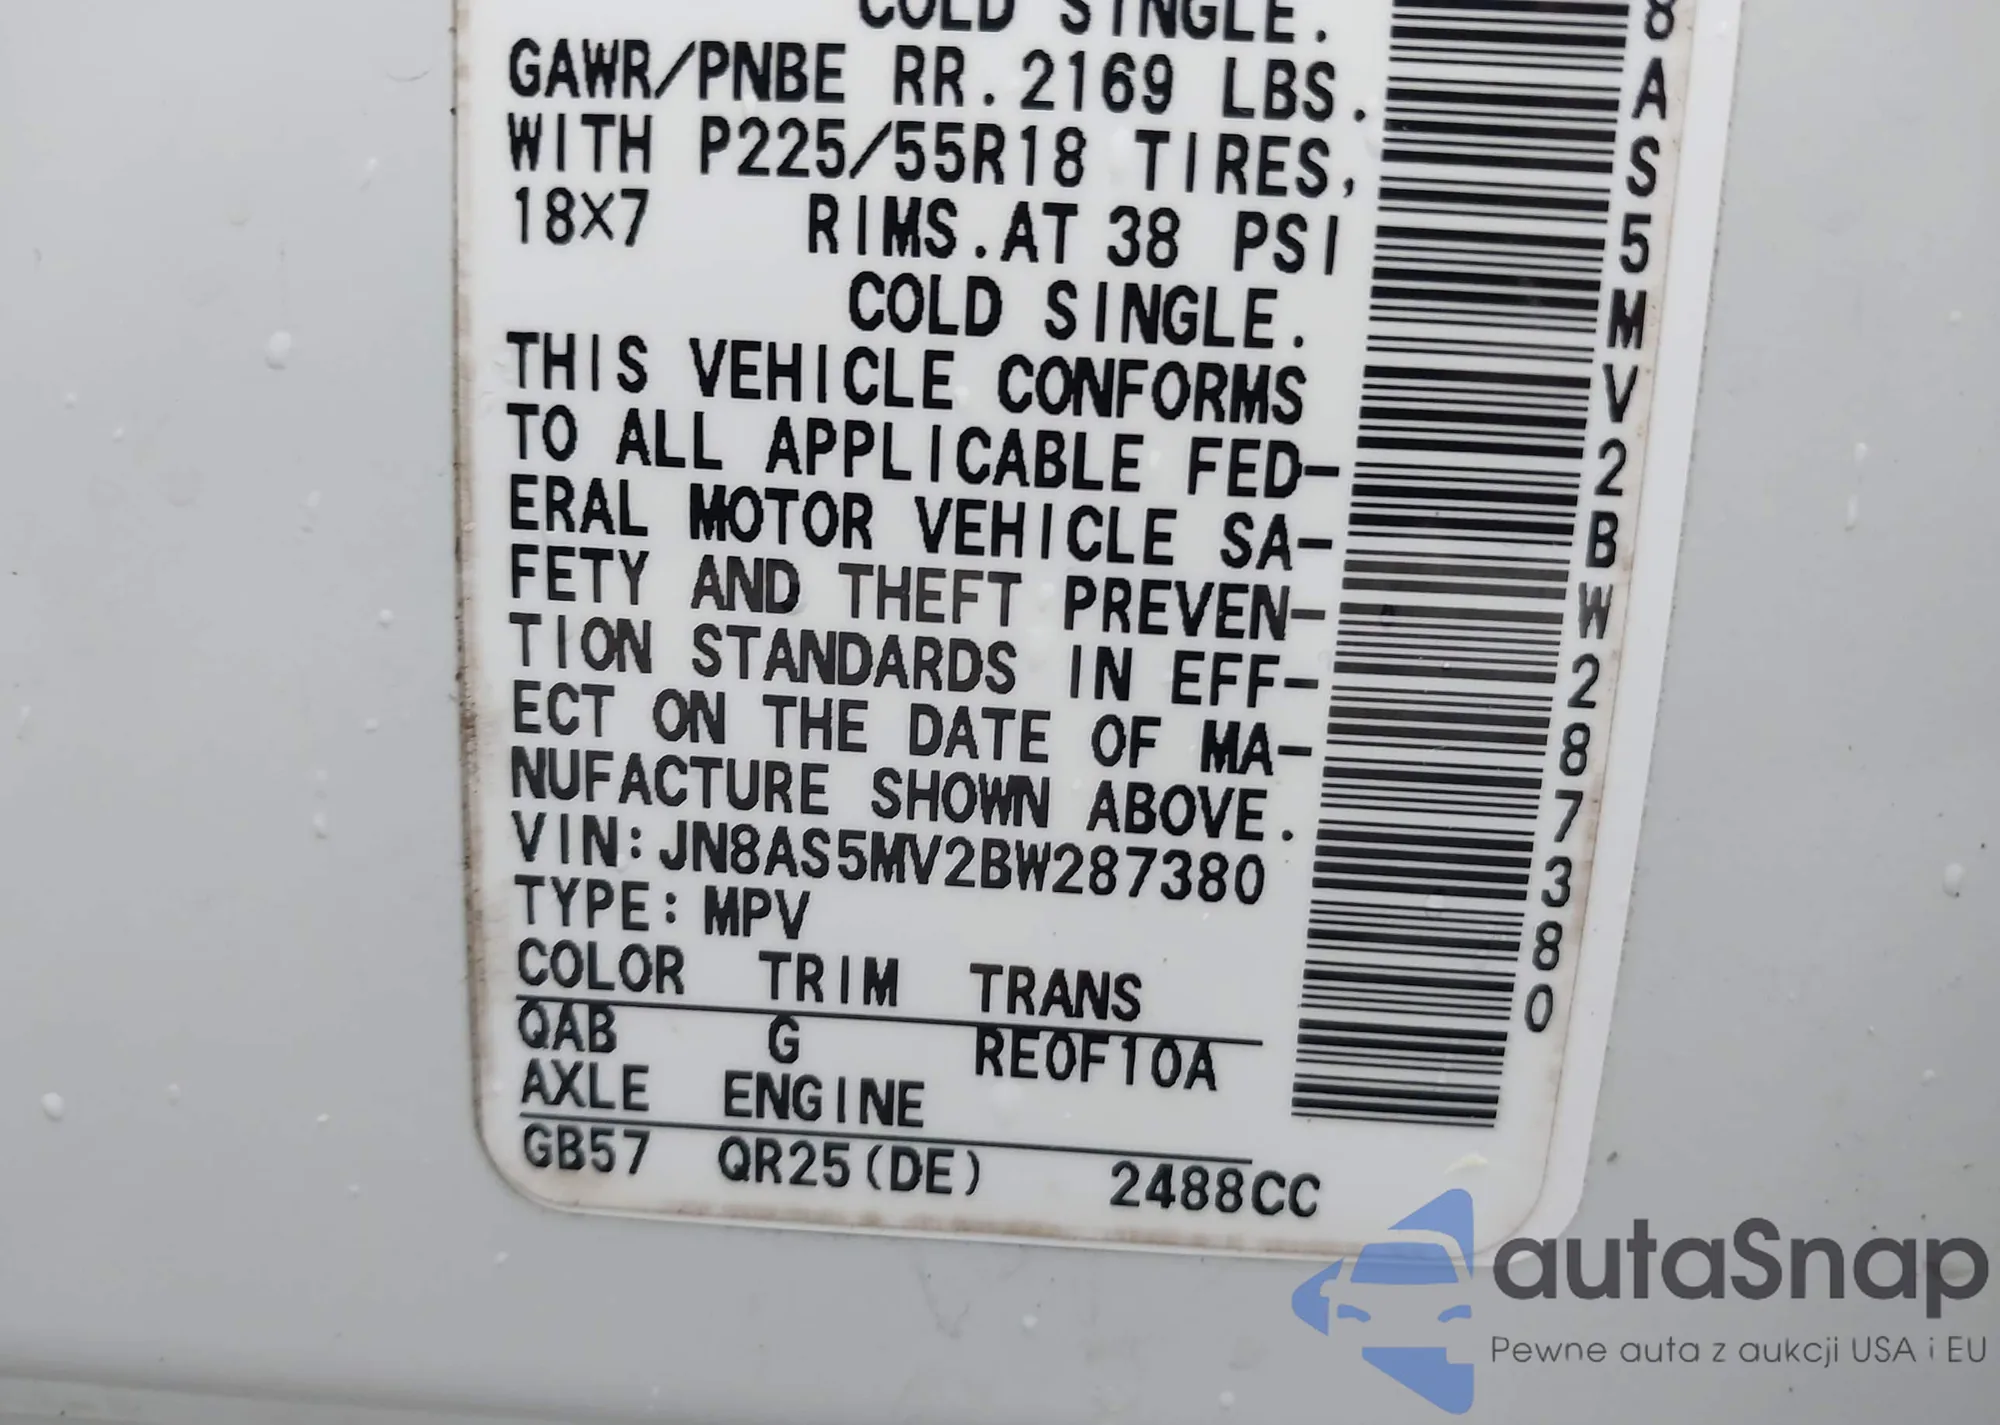 COLD SINGLE.
GAWR/PNBE RR. 2169 LBS.
WITH P225/55R18 TIRES,
18X7 RIMS. AT 38 PSI
COLD SINGLE.
THIS VEHICLE CONFORMS
TO ALL APPLICABLE FED-
ERAL MOTOR VEHICLE SA-
FETY AND THEFT PREVEN-
TION STANDARDS IN EFF-
ECT ON THE DATE OF MA-
NUFACTURE SHOWN ABOVE.
VIN: JN8AS5MV2BW287380
TYPE: MPV
COLOR TRIM TRANS
QAB G RE0F10A
AXLE ENGINE
GB57 QR25(DE) 2488CC
8AS5MV2BW287380
autaSnap
Pewne auta z aukcji USA i EU